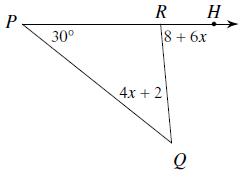 P R H
30° 8 + 6x
4x + 2
Q